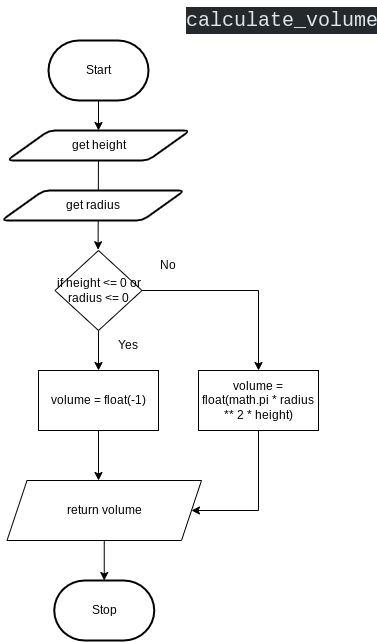 calculate_volume
Start
get height
get radius
if height <= 0 or
radius <= 0
No
Yes
volume = float(-1)
volume =
float(math.pi * radius
** 2 * height)
return volume
Stop